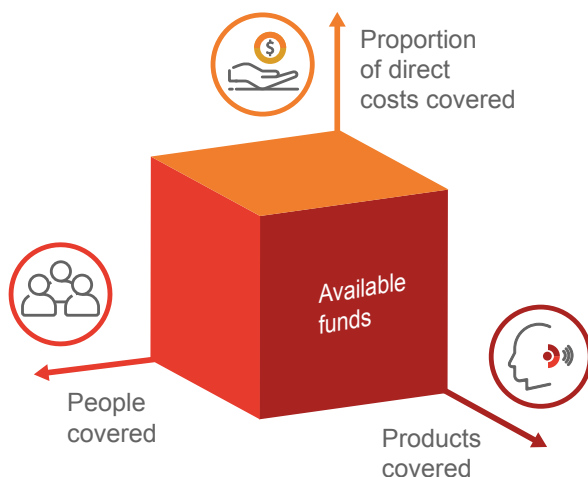 $
Proportion
of direct
costs covered
Available
funds
People
covered
Products
covered